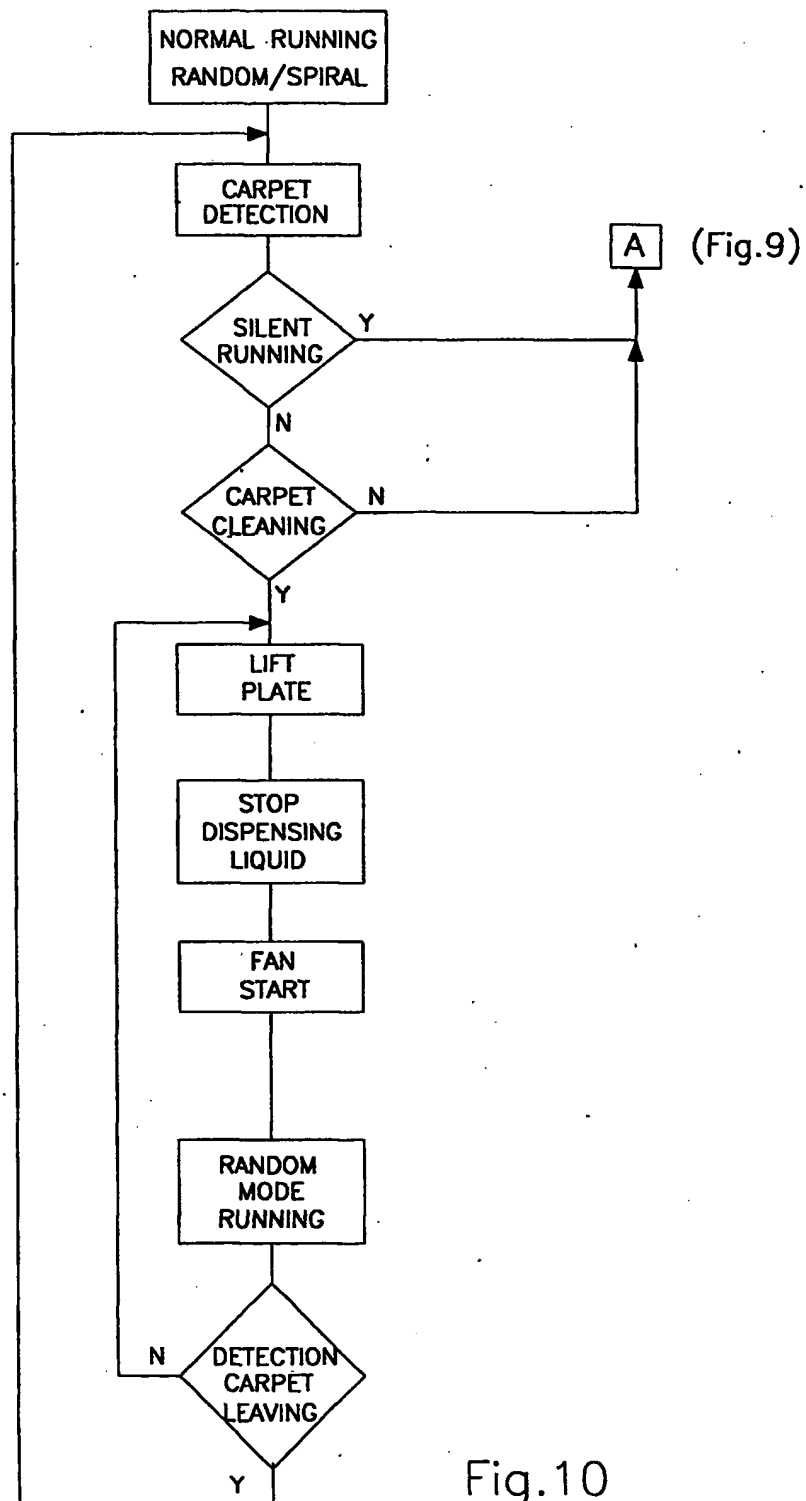 NORMAL RUNNING
RANDOM/SPIRAL
CARPET
DETECTION
A (Fig.9)
SILENT
RUNNING
Y
N
CARPET
CLEANING
N
Y
LIFT
PLATE
STOP
DISPENSING
LIQUID
FAN
START
RANDOM
MODE
RUNNING
N
DETECTION
CARPET
LEAVING
Y
Fig.10